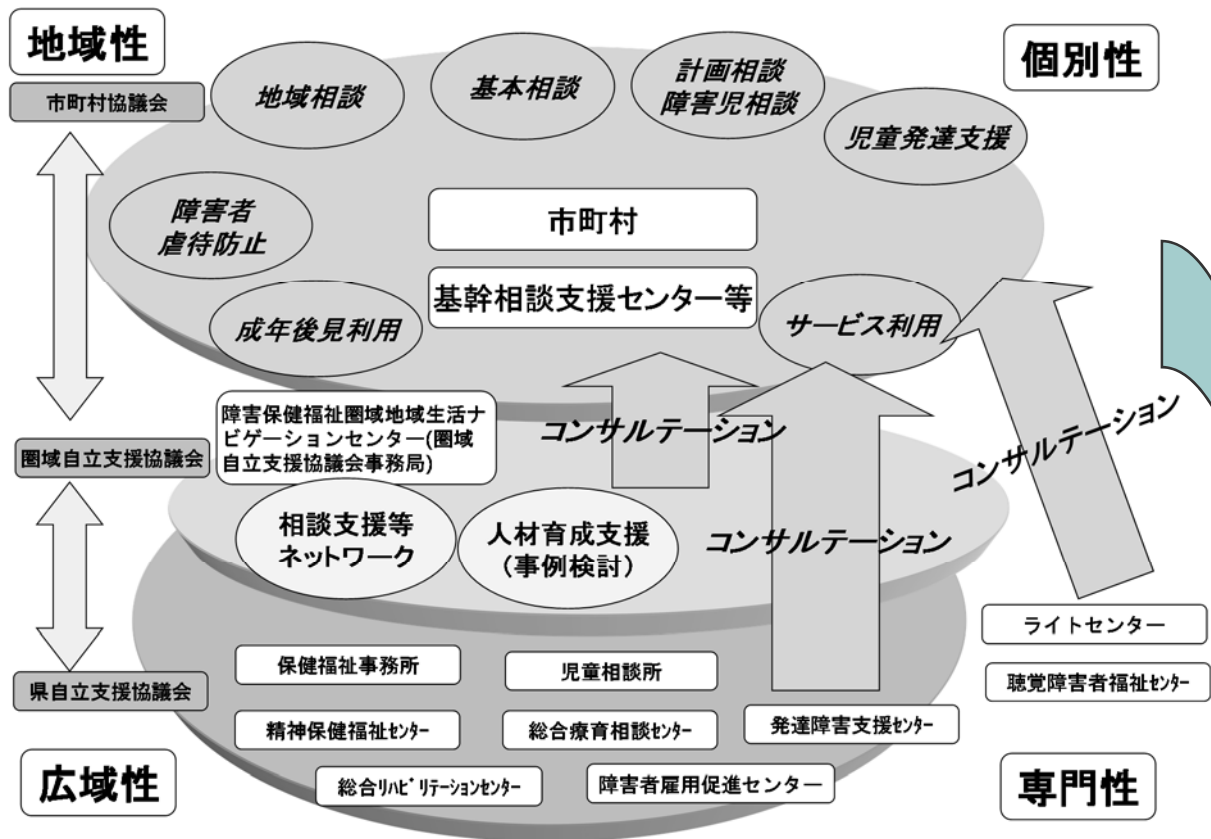 地域性
個別性
市町村協議会
地域相談
基本相談
計画相談
障害児相談
児童発達支援
障害者
虐待防止
市町村
基幹相談支援センター等
成年後見利用
サービス利用
障害保健福祉圏域地域生活ナ
ビゲーションセンター(圏域
自立支援協議会事務局)
コンサルテーション
コンサルテーション
圏域自立支援協議会
相談支援等
ネットワーク
人材育成支援
(事例検討)
コンサルテーション
ライトセンター
保健福祉事務所
児童相談所
聴覚障害者福祉センター
県自立支援協議会
精神保健福祉センター
総合療育相談センター
発達障害支援センター
広域性
総合リハビリテーションセンター
障害者雇用促進センター
専門性